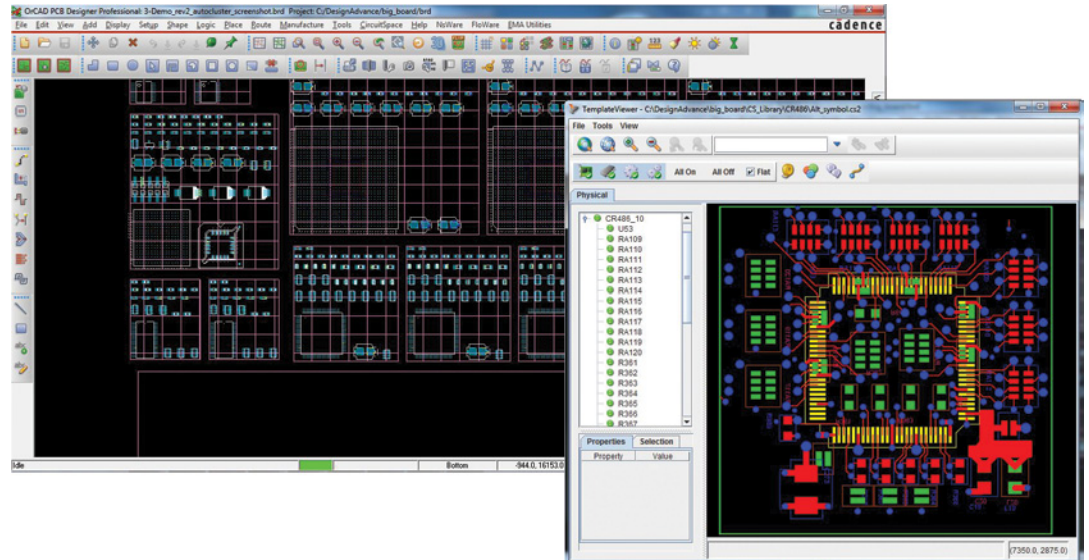 OrCAD PCB Designer Professional: 3-Demo_rev2_autocluster_screenshot.brd Project: C:/DesignAdvance/big_board/brd
File Edit View Add Display Setup Shape Logic Place Route Manufacture Tools CircuitSpace Help NsWare FloWare EMA Utilities
cādence
Idle
Bottom
-944.0, 16153.0
TemplateViewer - C:\DesignAdvance\big_board\CS_Library\CR486\Alt_symbol.cs2
File Tools View
All On All Off Flat
Physical
CR486_10
U53
RA109
RA110
RA111
RA112
RA113
RA114
RA115
RA116
RA117
RA118
RA119
RA120
R361
R362
R363
R364
R365
R366
R367
Properties Selection
Property Value
(7350.0, 2875.0)